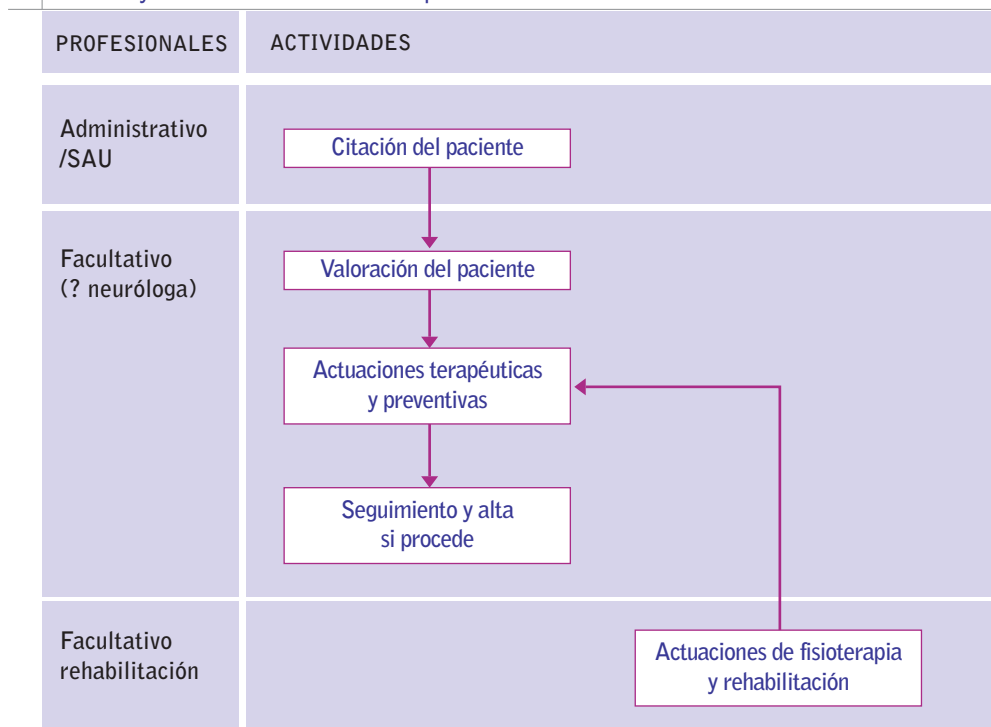 PROFESIONALES ACTIVIDADES
Administrativo
/SAU
Citación del paciente
Facultativo
(? neuróloga)
Valoración del paciente
Actuaciones terapéuticas
y preventivas
Seguimiento y alta
si procede
Facultativo
rehabilitación
Actuaciones de fisioterapia
y rehabilitación